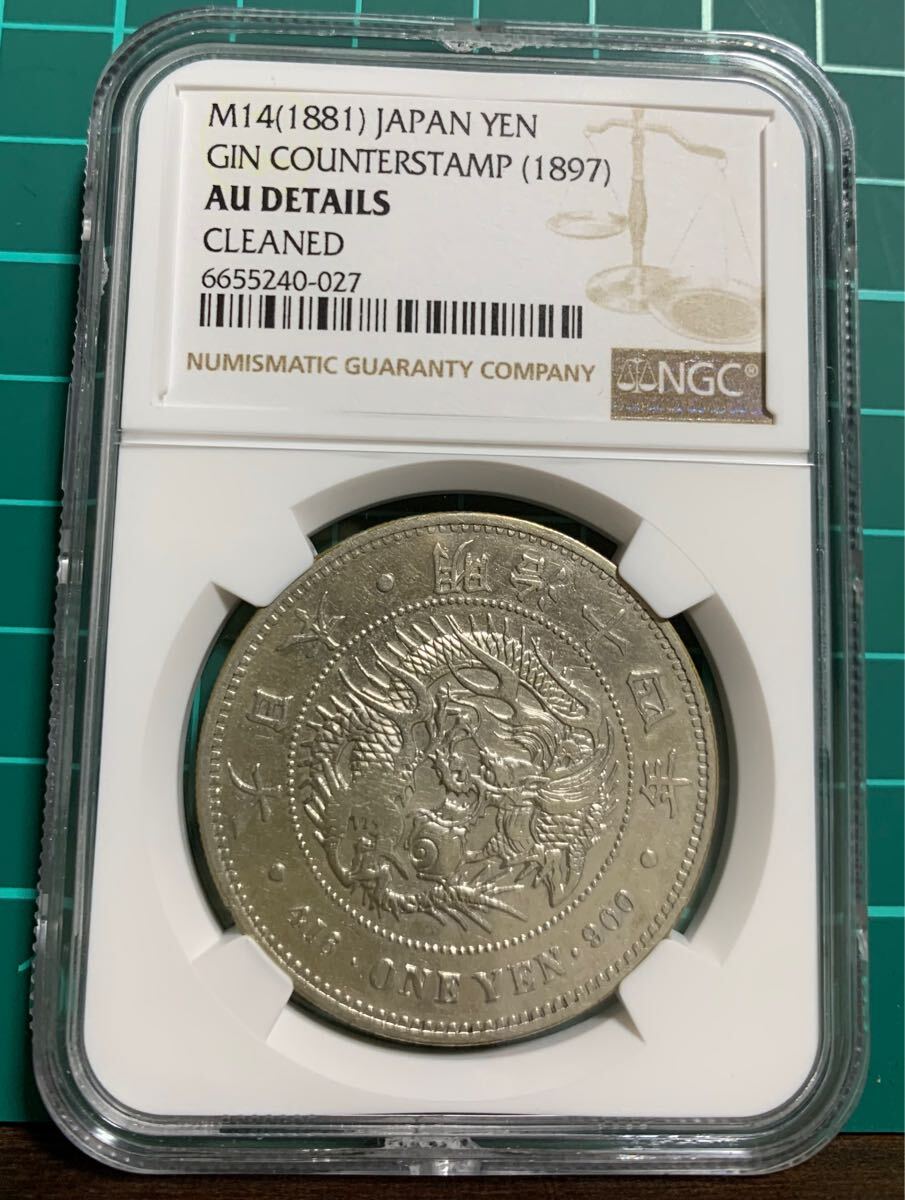 M14(1881) JAPAN YEN
GIN COUNTERSTAMP (1897)
AU DETAILS
CLEANED
6655240-027
NUMISMATIC GUARANTY COMPANY
NGC®
大日本・明治十四年
416・ONE YEN・900